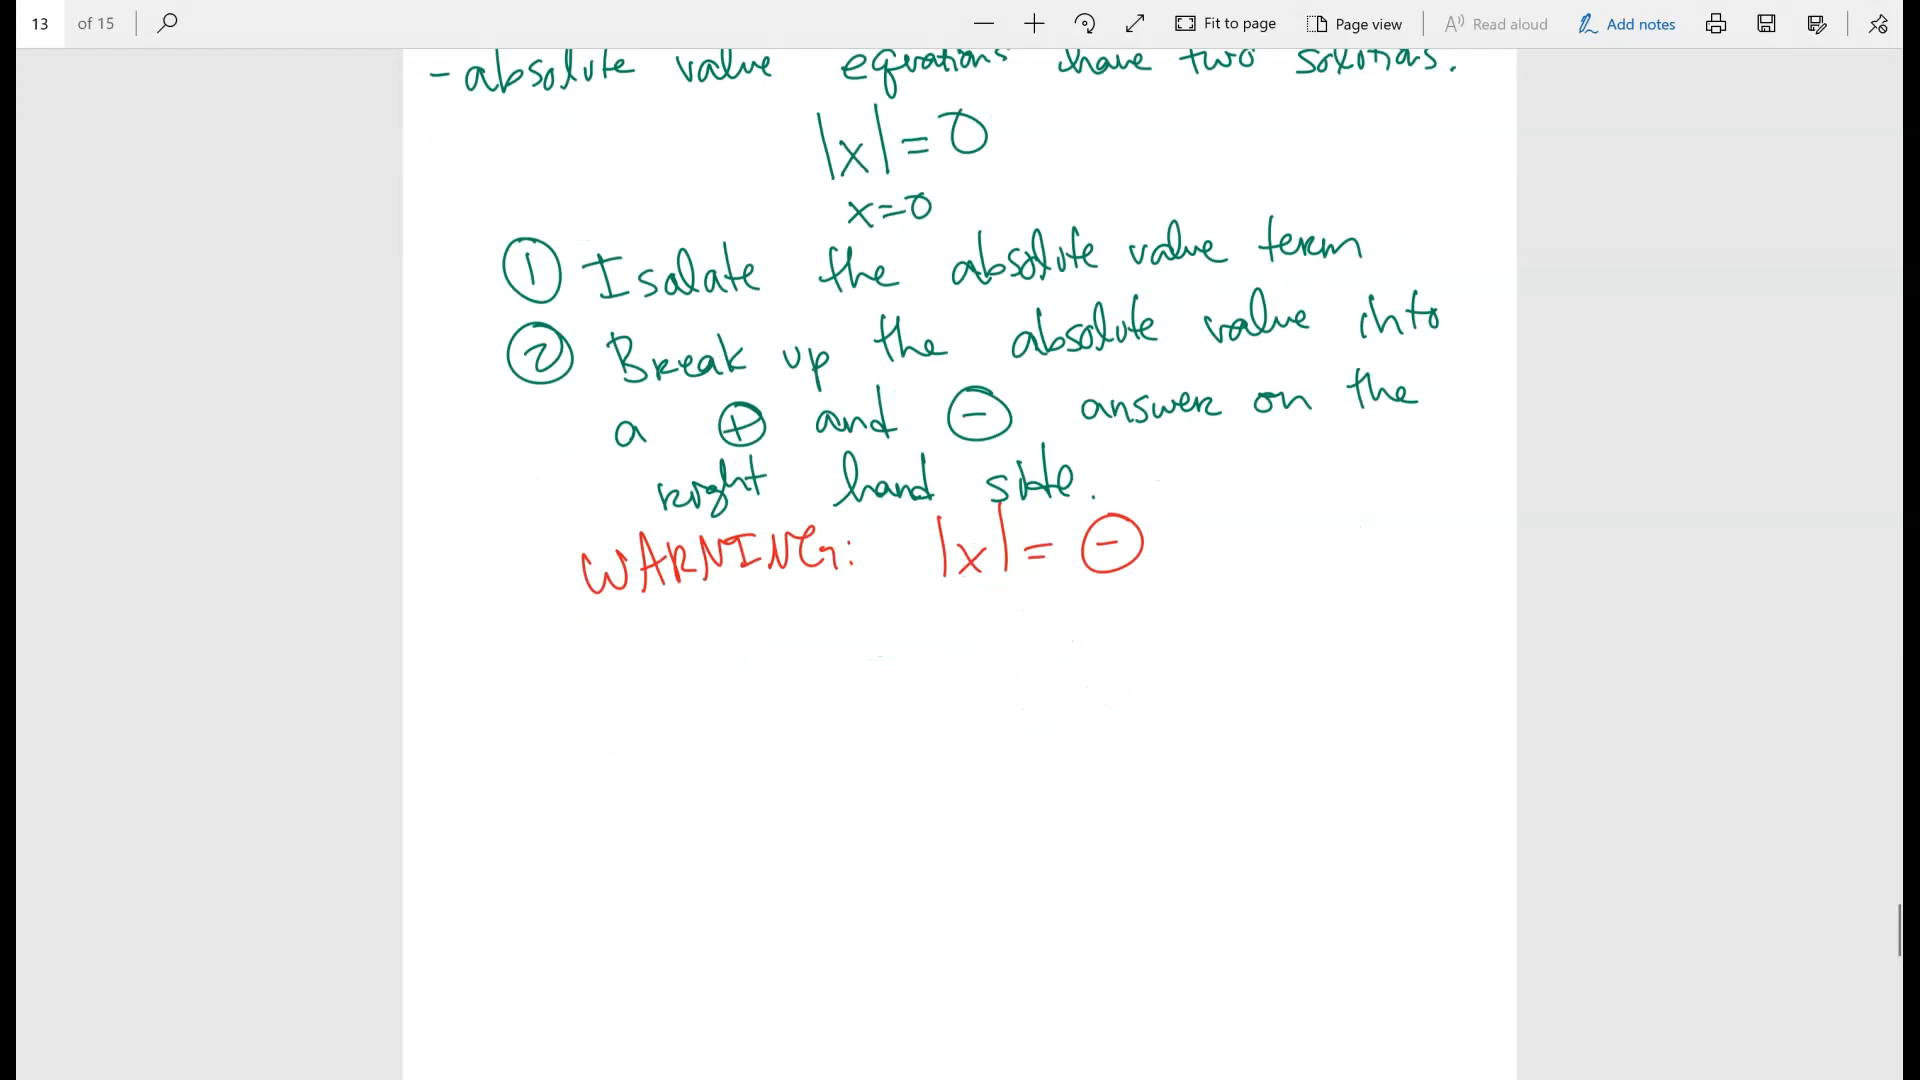 13 of 15 Fit to page Page view Read aloud Add notes
- absolute value equations have two solutions.
|x| = 0
x=0
① Isolate the absolute value term
② Break up the absolute value into
a ⊕ and ⊖ answer on the
right hand side.
WARNING: |x| = ⊖